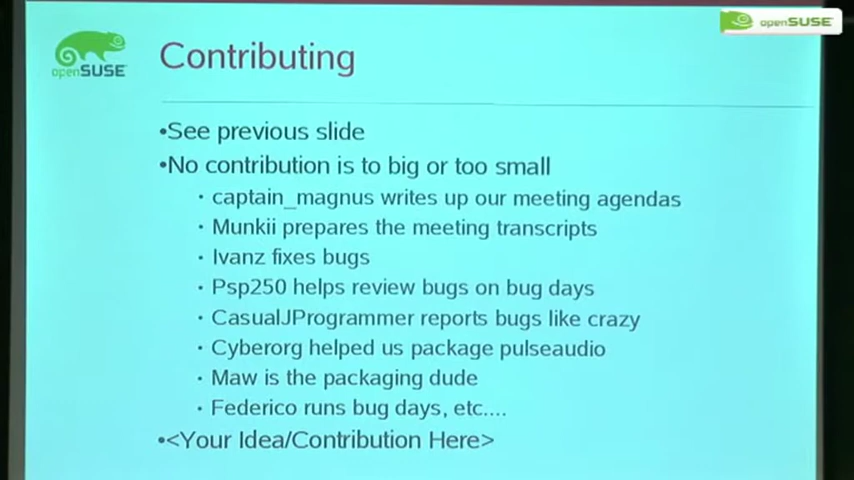 openSUSE
openSUSE
Contributing
•See previous slide
•No contribution is to big or too small
• captain_magnus writes up our meeting agendas
• Munkii prepares the meeting transcripts
• Ivanz fixes bugs
• Psp250 helps review bugs on bug days
• CasualJProgrammer reports bugs like crazy
• Cyberorg helped us package pulseaudio
• Maw is the packaging dude
• Federico runs bug days, etc....
•<Your Idea/Contribution Here>